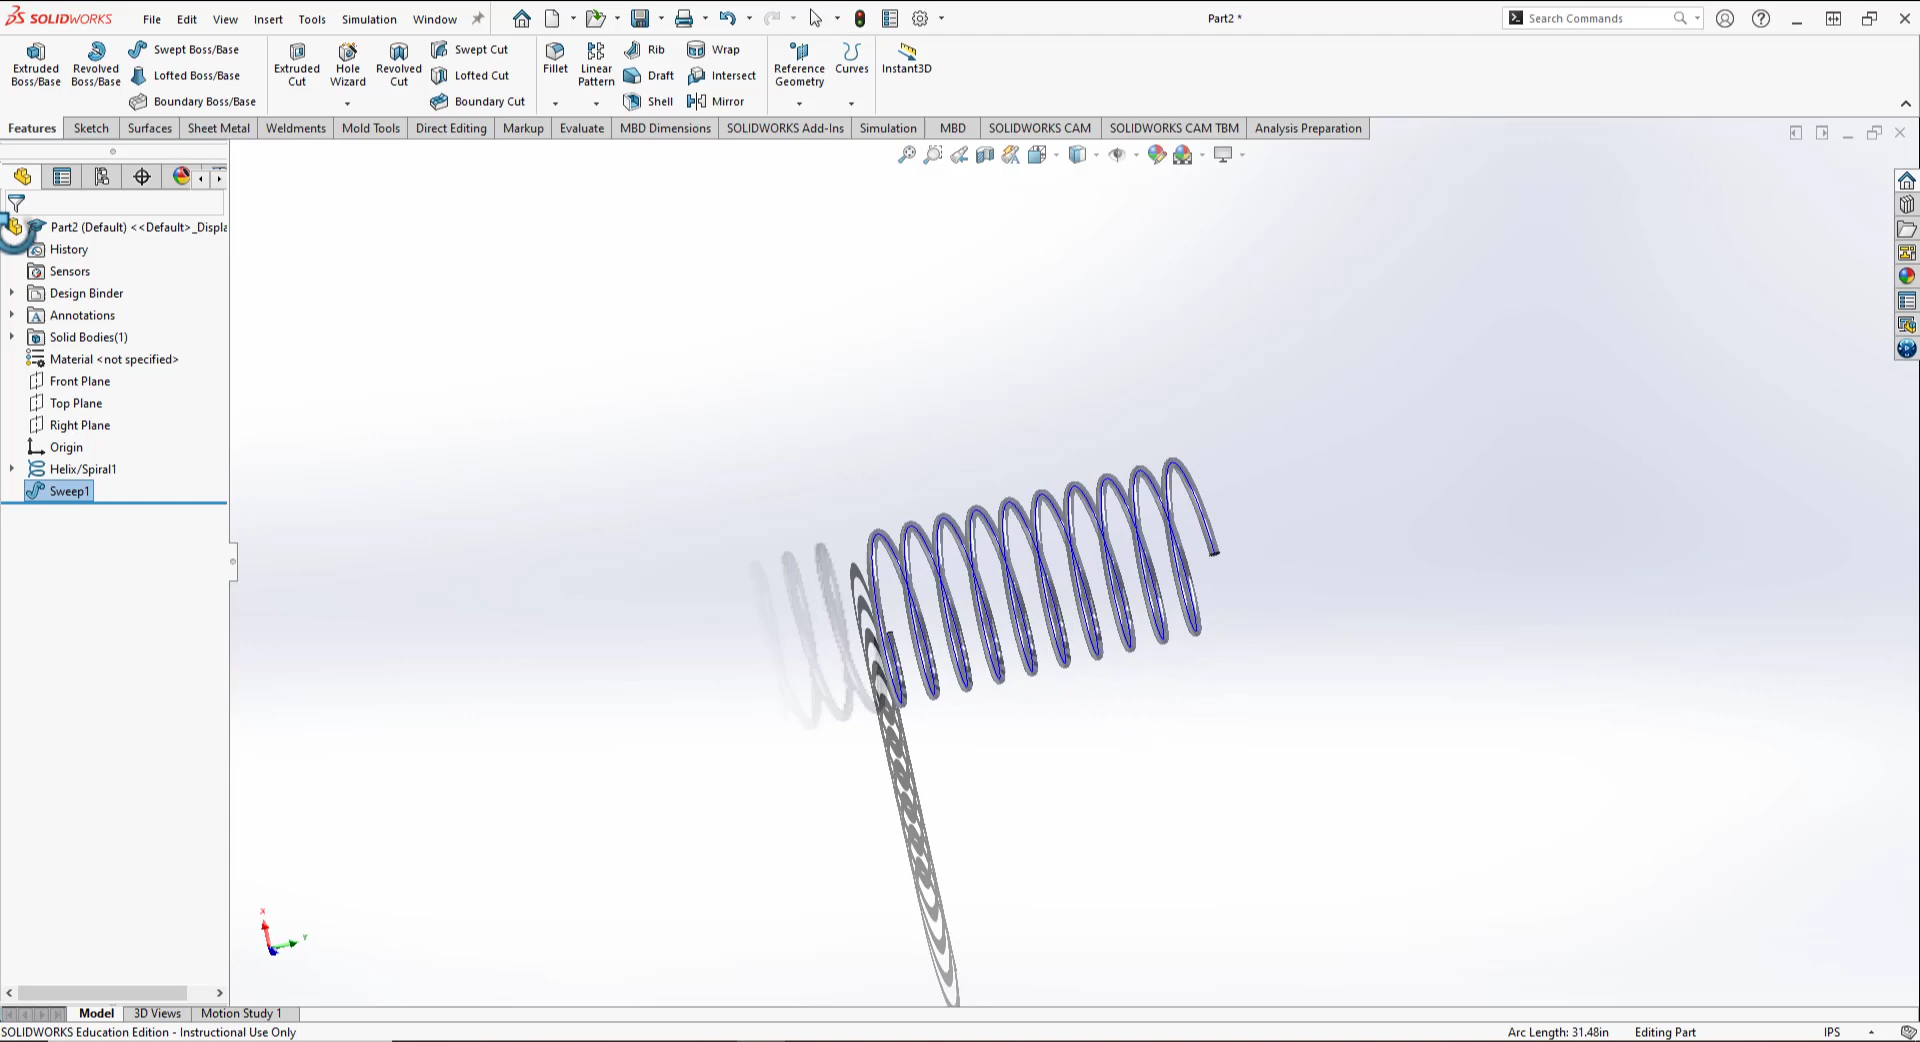 SOLIDWORKS File Edit View Insert Tools Simulation Window Part2 * Search Commands
Extruded Boss/Base
Revolved Boss/Base
Swept Boss/Base
Lofted Boss/Base
Boundary Boss/Base
Extruded Cut
Hole Wizard
Revolved Cut
Swept Cut
Lofted Cut
Boundary Cut
Fillet
Linear Pattern
Rib
Draft
Shell
Wrap
Intersect
Mirror
Reference Geometry
Curves
Instant3D
Features Sketch Surfaces Sheet Metal Weldments Mold Tools Direct Editing Markup Evaluate MBD Dimensions SOLIDWORKS Add-Ins Simulation MBD SOLIDWORKS CAM SOLIDWORKS CAM TBM Analysis Preparation
Part2 (Default) <<Default>_Displa
History
Sensors
Design Binder
Annotations
Solid Bodies(1)
Material <not specified>
Front Plane
Top Plane
Right Plane
Origin
Helix/Spiral1
Sweep1
X
Y
Model 3D Views Motion Study 1
SOLIDWORKS Education Edition - Instructional Use Only Arc Length: 31.48in Editing Part IPS